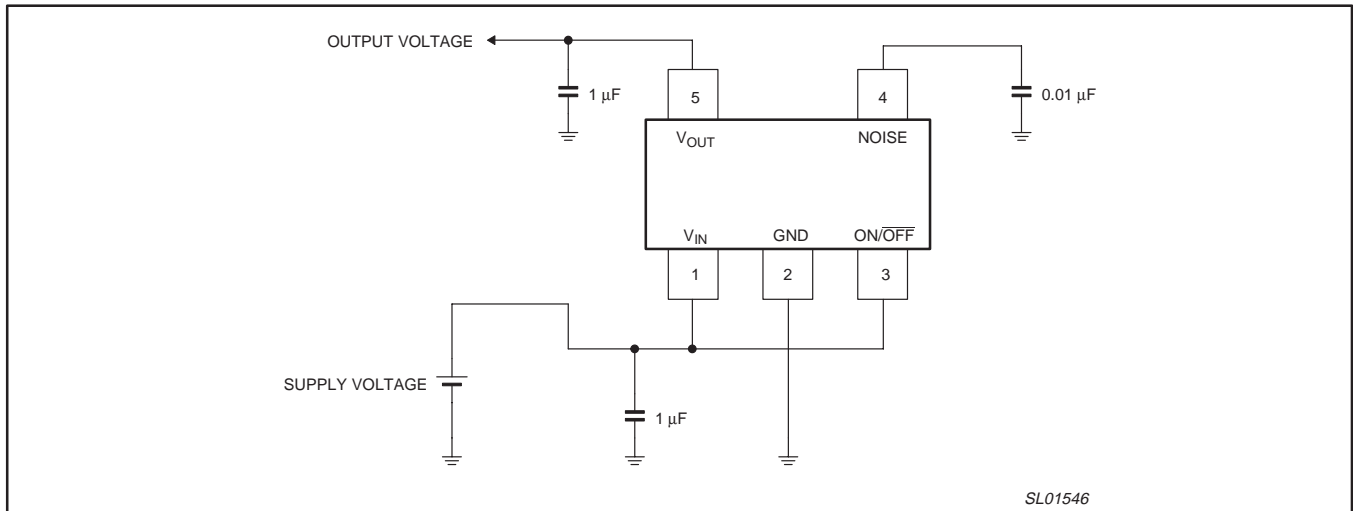 OUTPUT VOLTAGE
1 μF
5
4
0.01 μF
VOUT
NOISE
VIN
GND
ON/OFF
1
2
3
SUPPLY VOLTAGE
1 μF
SL01546